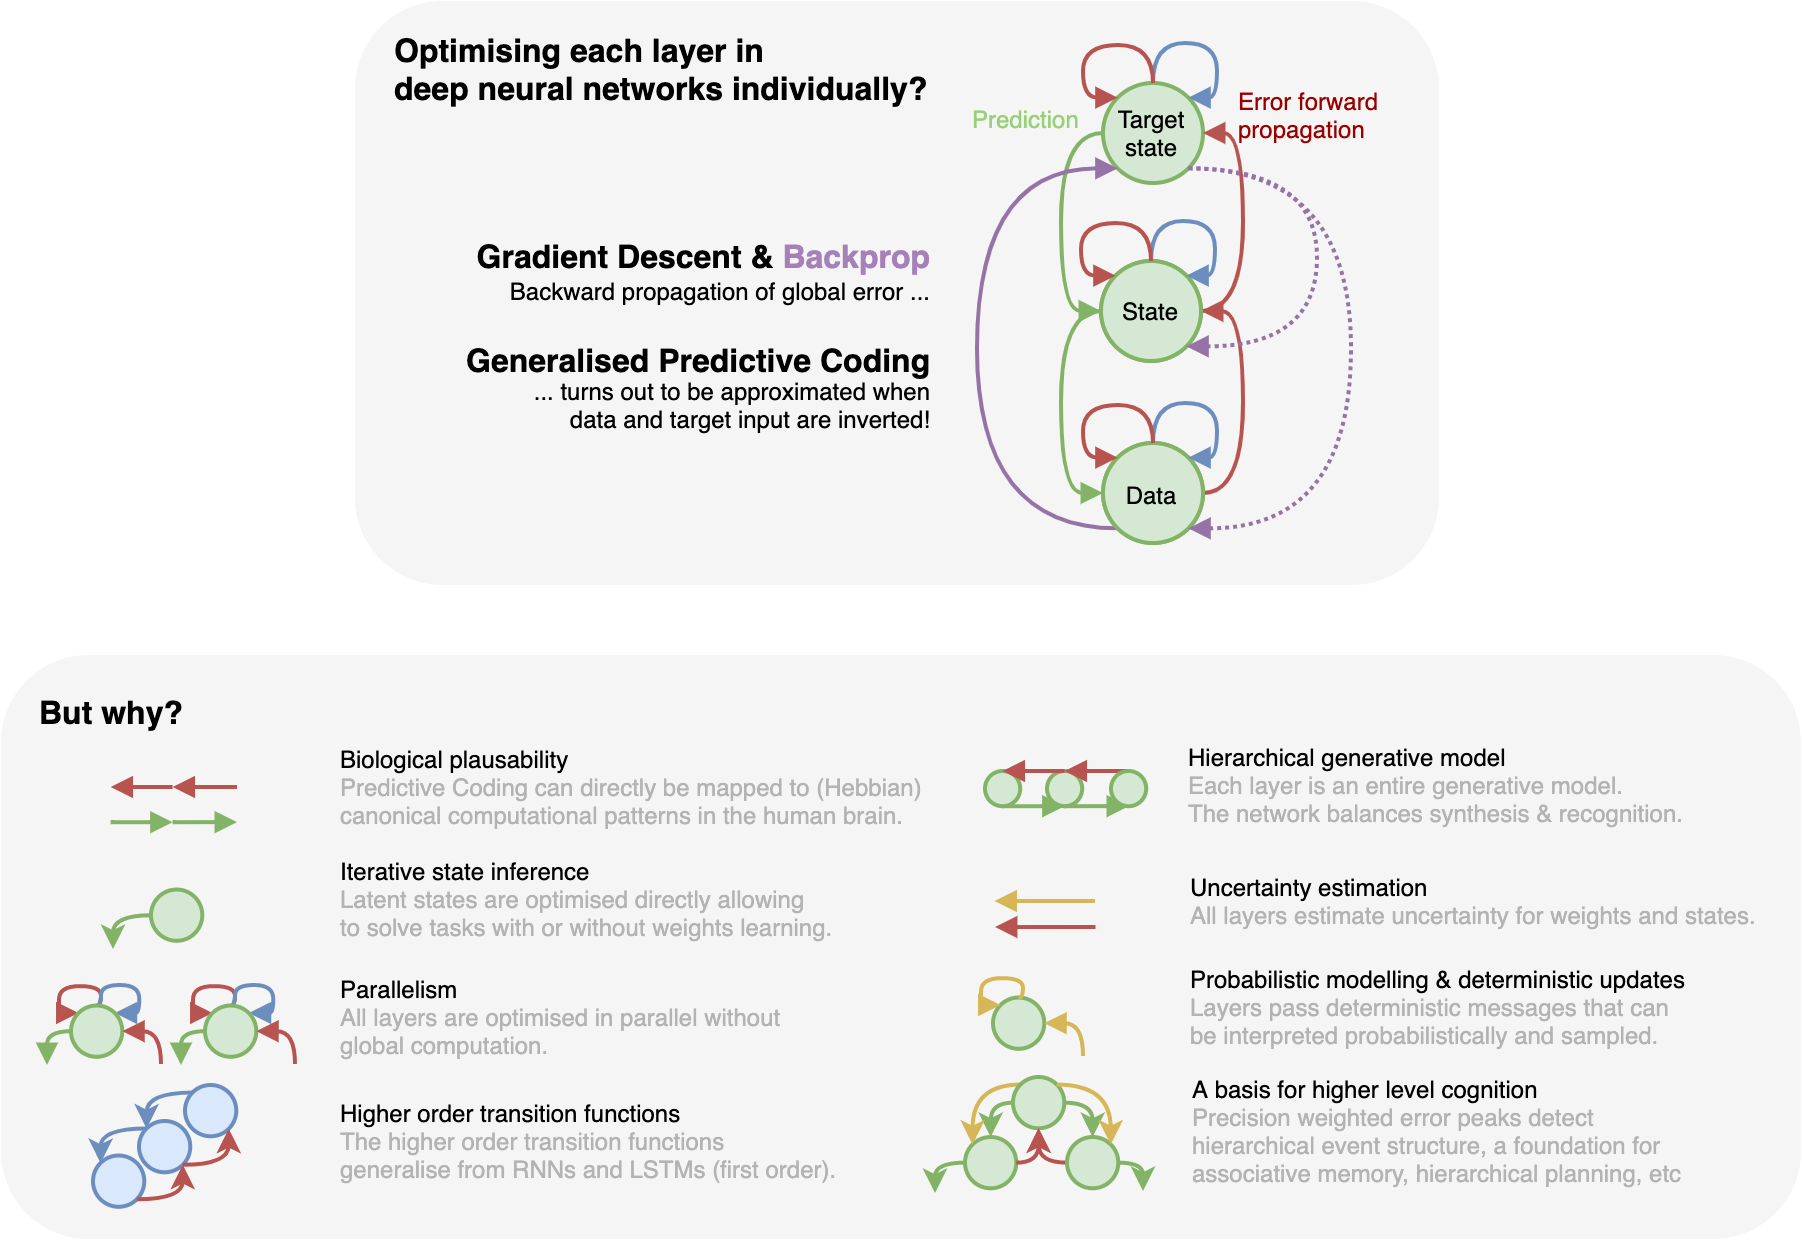 Optimising each layer in
deep neural networks individually?
Prediction
Target
state
Error forward
propagation
Gradient Descent & Backprop
Backward propagation of global error ...
State
Generalised Predictive Coding
... turns out to be approximated when
data and target input are inverted!
Data
But why?
Biological plausability
Predictive Coding can directly be mapped to (Hebbian)
canonical computational patterns in the human brain.
Iterative state inference
Latent states are optimised directly allowing
to solve tasks with or without weights learning.
Parallelism
All layers are optimised in parallel without
global computation.
Higher order transition functions
The higher order transition functions
generalise from RNNs and LSTMs (first order).
Hierarchical generative model
Each layer is an entire generative model.
The network balances synthesis & recognition.
Uncertainty estimation
All layers estimate uncertainty for weights and states.
Probabilistic modelling & deterministic updates
Layers pass deterministic messages that can
be interpreted probabilistically and sampled.
A basis for higher level cognition
Precision weighted error peaks detect
hierarchical event structure, a foundation for
associative memory, hierarchical planning, etc